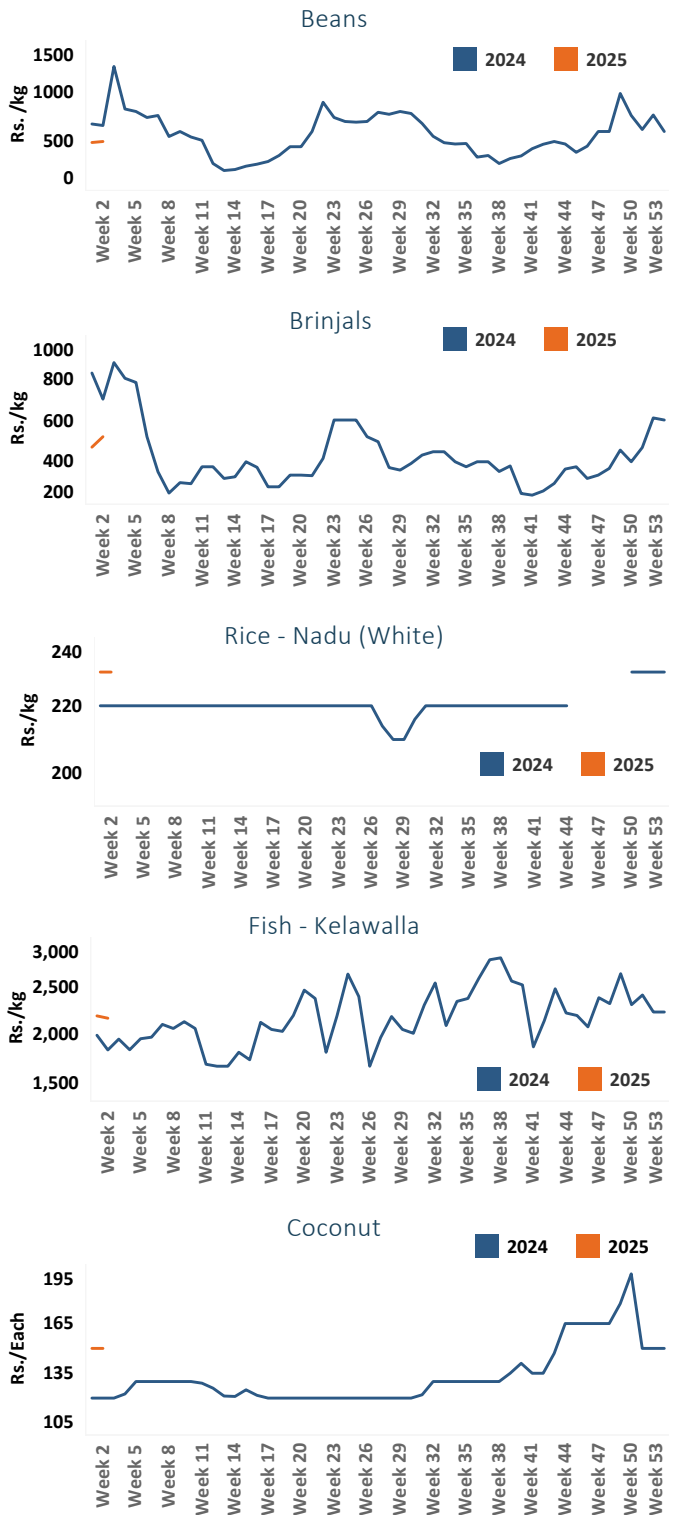 Beans
2024 2025
Rs. /kg
1500
1000
500
0
Week 2 Week 5 Week 8 Week 11 Week 14 Week 17 Week 20 Week 23 Week 26 Week 29 Week 32 Week 35 Week 38 Week 41 Week 44 Week 47 Week 50 Week 53
Brinjals
2024 2025
Rs./kg
1000
800
600
400
200
Week 2 Week 5 Week 8 Week 11 Week 14 Week 17 Week 20 Week 23 Week 26 Week 29 Week 32 Week 35 Week 38 Week 41 Week 44 Week 47 Week 50 Week 53
Rice - Nadu (White)
Rs./kg
240
220
200
2024 2025
Week 2 Week 5 Week 8 Week 11 Week 14 Week 17 Week 20 Week 23 Week 26 Week 29 Week 32 Week 35 Week 38 Week 41 Week 44 Week 47 Week 50 Week 53
Fish - Kelawalla
Rs./kg
3,000
2,500
2,000
1,500
2024 2025
Week 2 Week 5 Week 8 Week 11 Week 14 Week 17 Week 20 Week 23 Week 26 Week 29 Week 32 Week 35 Week 38 Week 41 Week 44 Week 47 Week 50 Week 53
Coconut
2024 2025
Rs./Each
195
165
135
105
Week 2 Week 5 Week 8 Week 11 Week 14 Week 17 Week 20 Week 23 Week 26 Week 29 Week 32 Week 35 Week 38 Week 41 Week 44 Week 47 Week 50 Week 53